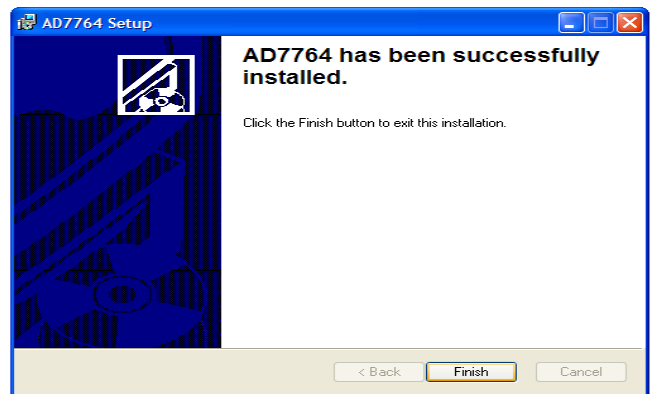 AD7764 Setup
AD7764 has been successfully
installed.
Click the Finish button to exit this installation.
< Back
Finish
Cancel